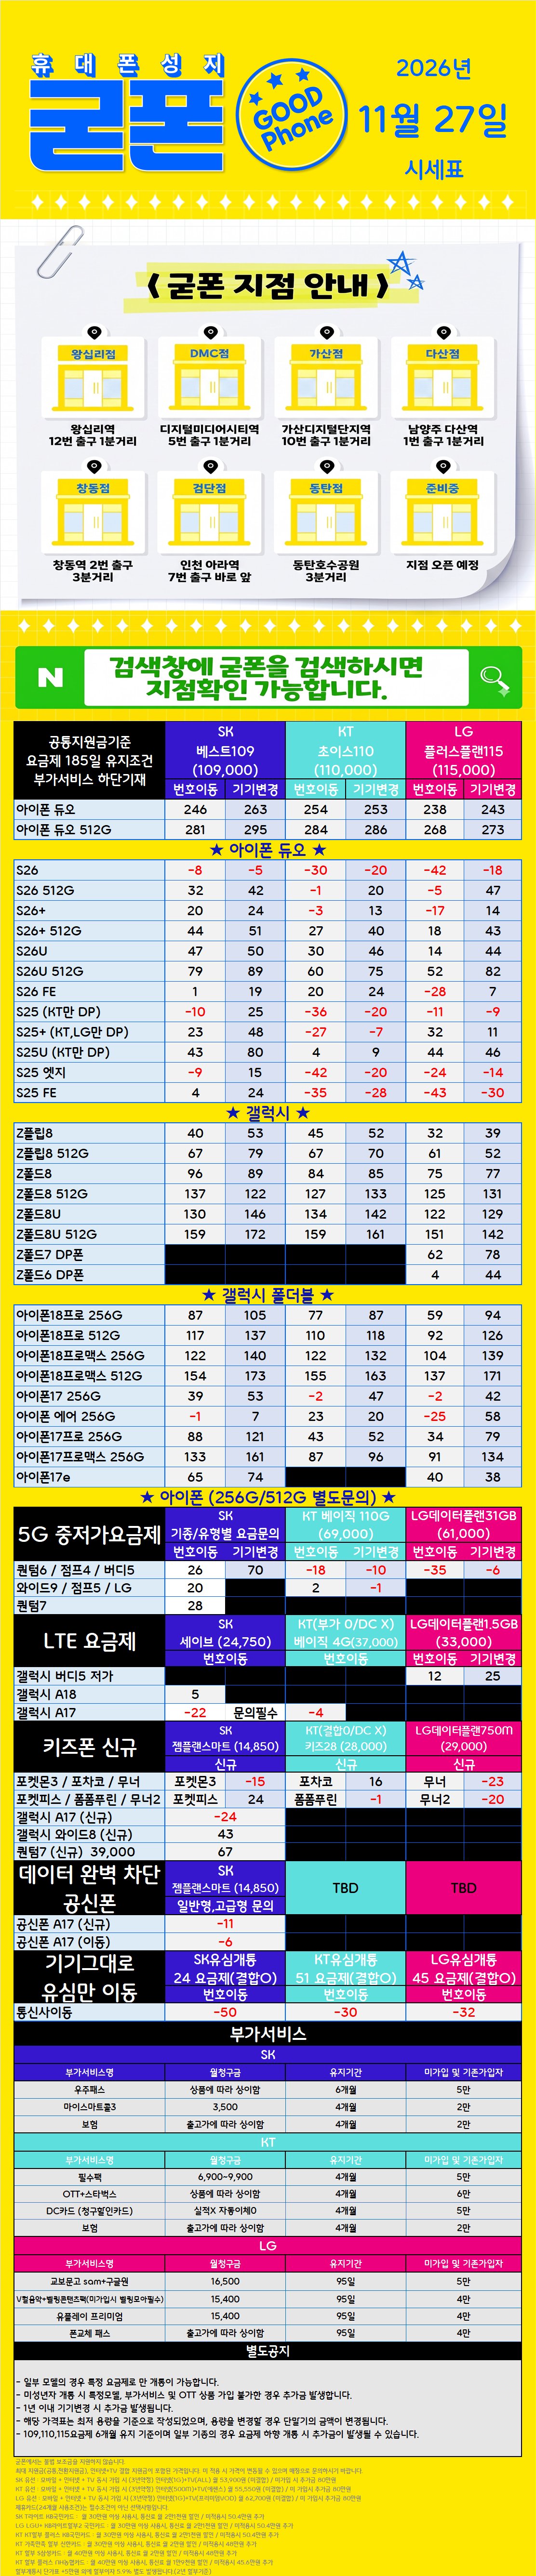 휴대폰성지
굳폰
GOOD
Phone
2026년
11월 27일
시세표
⟨ 굳폰 지점 안내 ⟩
왕십리점 DMC점 가산점 다산점
왕십리역 디지털미디어시티역 가산디지털단지역 남양주 다산역
12번 출구 1분거리 5번 출구 1분거리 10번 출구 1분거리 1번 출구 1분거리
창동점 검단점 동탄점 준비중
창동역 2번 출구 인천 아라역 동탄호수공원 지점 오픈 예정
3분거리 7번 출구 바로 앞 3분거리
N
검색창에 굳폰을 검색하시면
지점확인 가능합니다.
공통지원금기준
요금제 185일 유지조건
부가서비스 하단기재
SK KT LG
베스트109 초이스110 플러스플랜115
(109,000) (110,000) (115,000)
번호이동 기기변경 번호이동 기기변경 번호이동 기기변경
아이폰 듀오 246 263 254 253 238 243
아이폰 듀오 512G 281 295 284 286 268 273
★ 아이폰 듀오 ★
S26 -8 -5 -30 -20 -42 -18
S26 512G 32 42 -1 20 -5 47
S26+ 20 24 -3 13 -17 14
S26+ 512G 44 51 27 40 18 43
S26U 47 50 30 46 14 44
S26U 512G 79 89 60 75 52 82
S26 FE 1 19 20 24 -28 7
S25 (KT만 DP) -10 25 -36 -20 -11 -9
S25+ (KT,LG만 DP) 23 48 -27 -7 32 11
S25U (KT만 DP) 43 80 4 9 44 46
S25 엣지 -9 15 -42 -20 -24 -14
S25 FE 4 24 -35 -28 -43 -30
★ 갤럭시 ★
Z플립8 40 53 45 52 32 39
Z플립8 512G 67 79 67 70 61 52
Z폴드8 96 89 84 85 75 77
Z폴드8 512G 137 122 127 133 125 131
Z폴드8U 130 146 134 142 122 129
Z폴드8U 512G 159 172 159 161 151 142
Z폴드7 DP폰 62 78
Z폴드6 DP폰 4 44
★ 갤럭시 폴더블 ★
아이폰18프로 256G 87 105 77 87 59 94
아이폰18프로 512G 117 137 110 118 92 126
아이폰18프로맥스 256G 122 140 122 132 104 139
아이폰18프로맥스 512G 154 173 155 163 137 171
아이폰17 256G 39 53 -2 47 -2 42
아이폰 에어 256G -1 7 23 20 -25 58
아이폰17프로 256G 88 121 43 52 34 79
아이폰17프로맥스 256G 133 161 87 96 91 134
아이폰17e 65 74 40 38
★ 아이폰 (256G/512G 별도문의) ★
5G 중저가요금제
SK KT 베이직 110G LG데이터플랜31GB
기종/유형별 요금문의 (69,000) (61,000)
번호이동 기기변경 번호이동 기기변경 번호이동 기기변경
퀀텀6 / 점프4 / 버디5 26 70 -18 -10 -35 -6
와이드9 / 점프5 / LG 20 2 -1
퀀텀7 28
LTE 요금제
SK KT(부가 0/DC X) LG데이터플랜1.5GB
세이브 (24,750) 베이직 4G(37,000) (33,000)
번호이동 번호이동 번호이동 기기변경
갤럭시 버디5 저가 12 25
갤럭시 A18 5
갤럭시 A17 -22 문의필수 -4
키즈폰 신규
SK KT(결합0/DC X) LG데이터플랜750M
젬플랜스마트 (14,850) 키즈28 (28,000) (29,000)
신규 신규 신규
포켓몬3 / 포차코 / 무너 포켓몬3 -15 포차코 16 무너 -23
포켓피스 / 폼폼푸린 / 무너2 포켓피스 24 폼폼푸린 -1 무너2 -20
갤럭시 A17 (신규) -24
갤럭시 와이드8 (신규) 43
퀀텀7 (신규) 39,000 67
데이터 완벽 차단
공신폰
SK
젬플랜스마트 (14,850)
일반형,고급형 문의
TBD TBD
공신폰 A17 (신규) -11
공신폰 A17 (이동) -6
기기그대로
유심만 이동
SK유심개통 KT유심개통 LG유심개통
24 요금제(결합O) 51 요금제(결합O) 45 요금제(결합O)
번호이동 번호이동 번호이동
통신사이동 -50 -30 -32
부가서비스
SK
부가서비스명 월청구금 유지기간 미가입 및 기존가입자
우주패스 상품에 따라 상이함 6개월 5만
마이스마트콜3 3,500 4개월 2만
보험 출고가에 따라 상이함 4개월 2만
KT
부가서비스명 월청구금 유지기간 미가입 및 기존가입자
필수팩 6,900~9,900 4개월 5만
OTT+스타벅스 상품에 따라 상이함 4개월 6만
DC카드 (청구할인카드) 실적X 자동이체0 4개월 5만
보험 출고가에 따라 상이함 4개월 2만
LG
부가서비스명 월청구금 유지기간 미가입 및 기존가입자
교보문고 sam+구글원 16,500 95일 5만
V컬음악+벨링콘텐츠팩(미가입시 벨링모아필수) 15,400 95일 4만
유플레이 프리미엄 15,400 95일 4만
폰교체 패스 출고가에 따라 상이함 95일 4만
별도공지
- 일부 모델의 경우 특정 요금제로 만 개통이 가능합니다.
- 미성년자 개통 시 특정모델, 부가서비스 및 OTT 상품 가입 불가한 경우 추가금 발생합니다.
- 1년 이내 기기변경 시 추가금 발생됩니다.
- 해당 가격표는 최저 용량을 기준으로 작성되었으며, 용량을 변경할 경우 단말기의 금액이 변경됩니다.
- 109,110,115요금제 6개월 유지 기준이며 일부 기종의 경우 요금제 하향 개통 시 추가금이 발생될 수 있습니다.
굳폰에서는 불법 보조금을 지원하지 않습니다